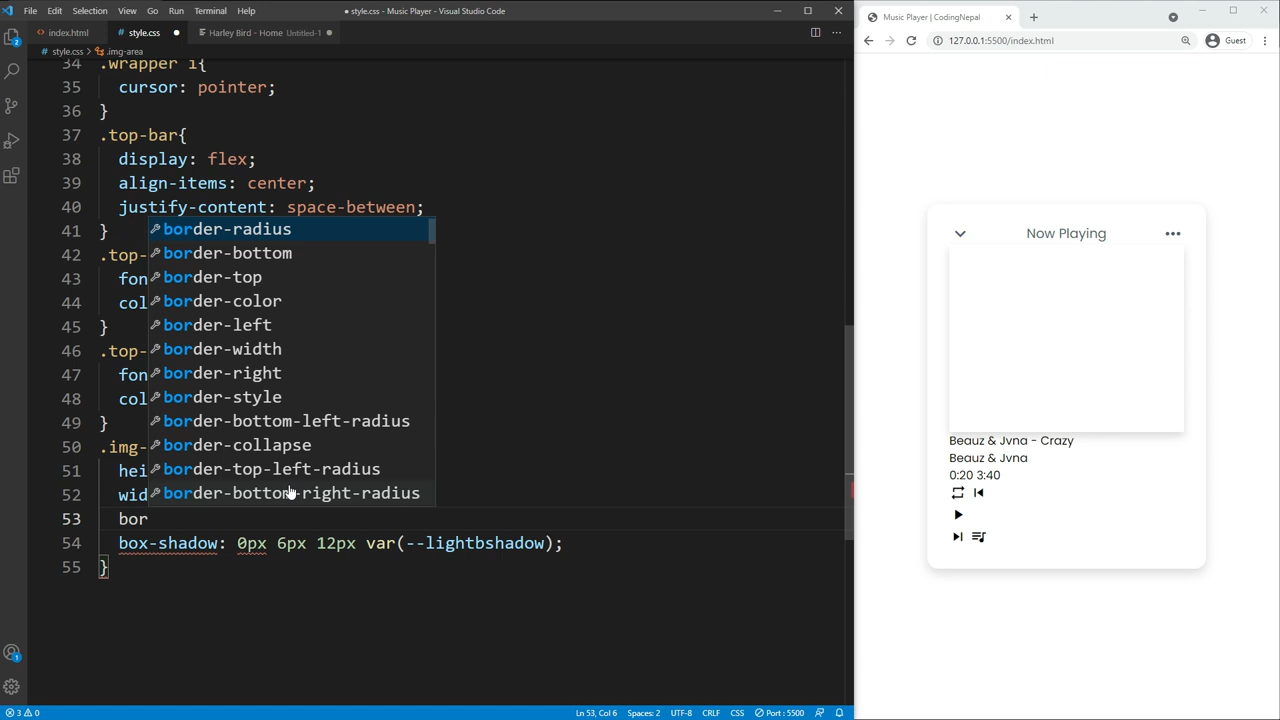 File Edit Selection View Go Run Terminal Help
● style.css - Music Player - Visual Studio Code
index.html
style.css
Harley Bird - Home Untitled-1
style.css > .img-area
34 .wrapper i{
35 cursor: pointer;
36 }
37 .top-bar{
38 display: flex;
39 align-items: center;
40 justify-content: space-between;
41 }
42 .top-
43 fon
44 col
45 }
46 .top-
47 fon
48 col
49 }
50 .img-
51 hei
52 wid
53 bor
54 box-shadow: 0px 6px 12px var(--lightbshadow);
55 }
border-radius
border-bottom
border-top
border-color
border-left
border-width
border-right
border-style
border-bottom-left-radius
border-collapse
border-top-left-radius
border-bottom-right-radius
2
1
3 0
Ln 53, Col 6 Spaces: 2 UTF-8 CRLF CSS Port : 5500
Music Player | CodingNepal
127.0.0.1:5500/index.html
Guest
Now Playing
Beauz & Jvna - Crazy
Beauz & Jvna
0:20 3:40